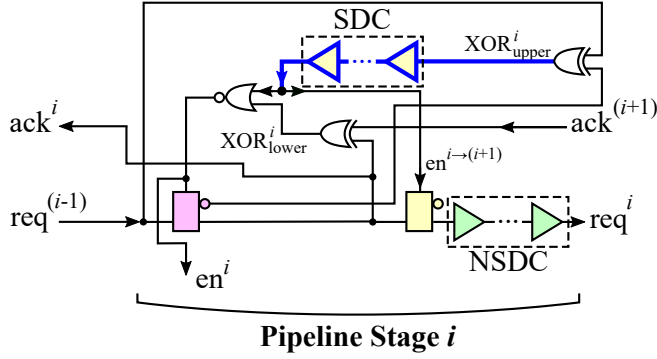 SDC
XOR^i_upper
ack^i
XOR^i_lower
ack^(i+1)
en^i→(i+1)
req^(i-1)
req^i
NSDC
en^i
Pipeline Stage i